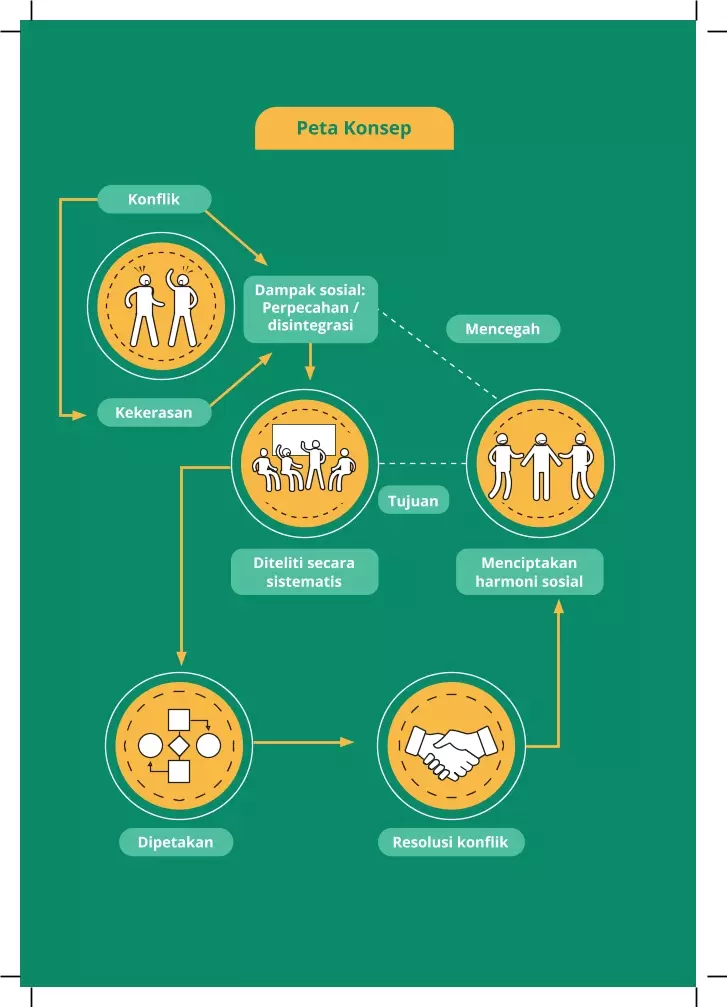 Peta Konsep
Konflik
Dampak sosial:
Perpecahan /
disintegrasi
Mencegah
Kekerasan
Tujuan
Diteliti secara
sistematis
Menciptakan
harmoni sosial
Dipetakan
Resolusi konflik